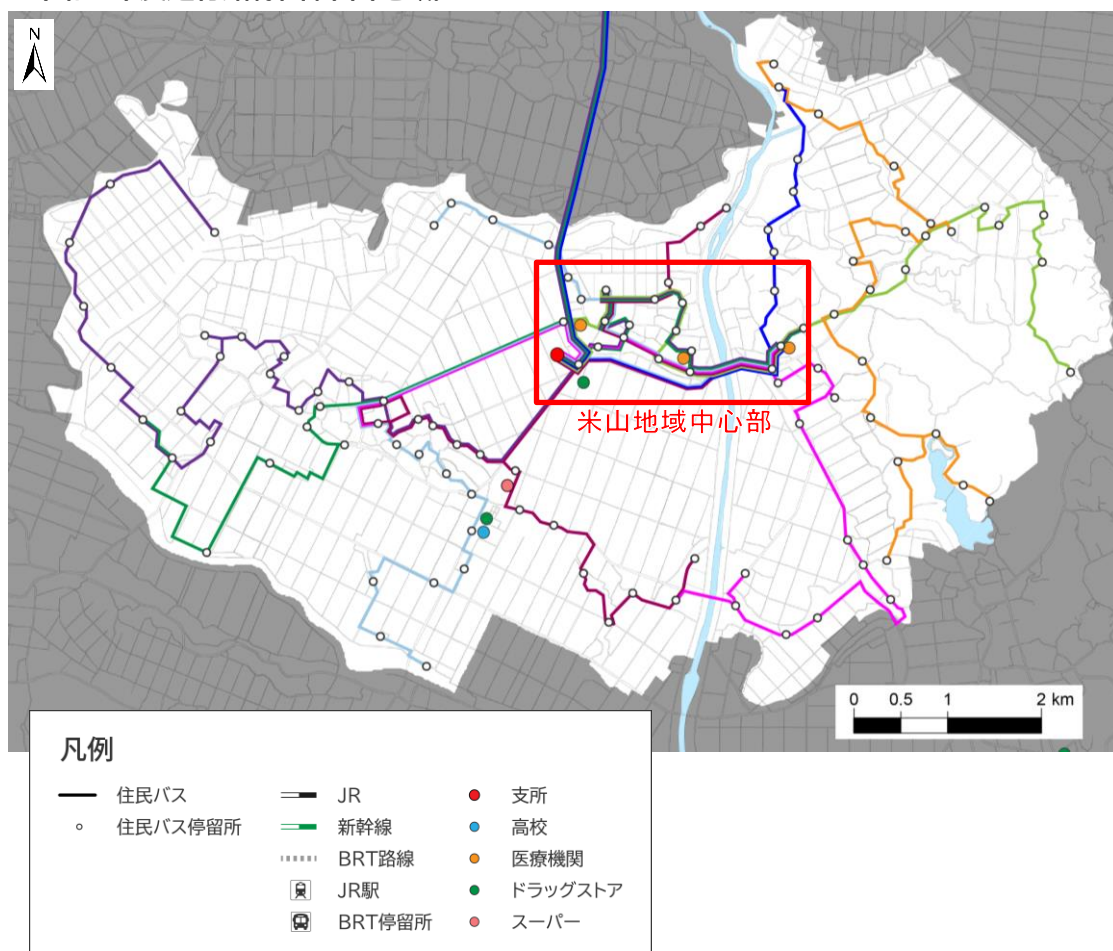 N
米山地域中心部
0 0.5 1 2 km
凡例
住民バス
住民バス停留所
JR
新幹線
BRT路線
JR駅
BRT停留所
支所
高校
医療機関
ドラッグストア
スーパー